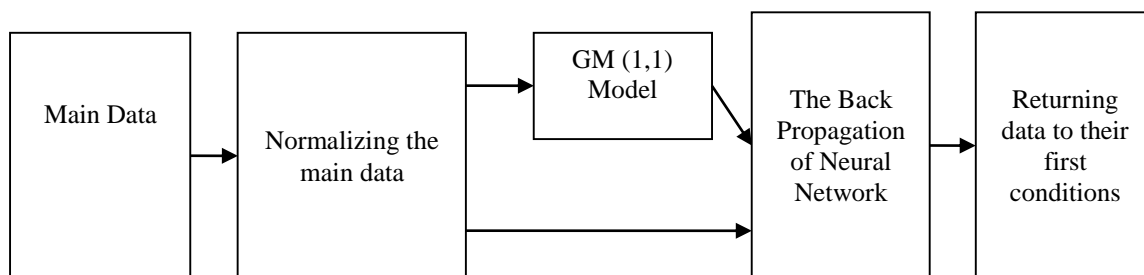 Main Data
Normalizing the
main data
GM (1,1)
Model
The Back
Propagation
of Neural
Network
Returning
data to their
first
conditions